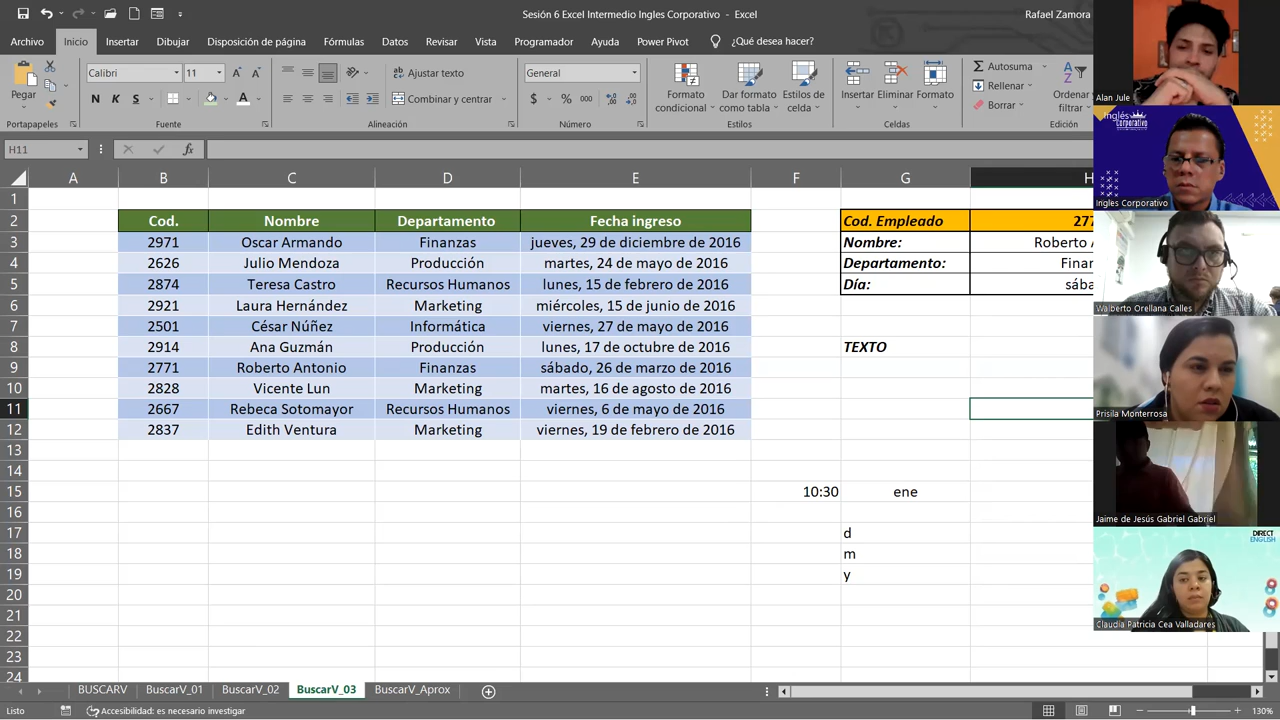 Sesión 6 Excel Intermedio Ingles Corporativo - Excel
Rafael Zamora
Archivo Inicio Insertar Dibujar Disposición de página Fórmulas Datos Revisar Vista Programador Ayuda Power Pivot ¿Qué desea hacer?
Pegar
Calibri 11
N K S
Ajustar texto
Combinar y centrar
General
$ % 000
Formato condicional
Dar formato como tabla
Estilos de celda
Insertar Eliminar Formato
Autosuma
Rellenar
Borrar
Ordenar
filtrar
Portapapeles Fuente Alineación Número Estilos Celdas Edición
H11 fx
A B C D E F G H
1
2 Cod. Nombre Departamento Fecha ingreso Cod. Empleado 277
3 2971 Oscar Armando Finanzas jueves, 29 de diciembre de 2016 Nombre: Roberto A
4 2626 Julio Mendoza Producción martes, 24 de mayo de 2016 Departamento: Finan
5 2874 Teresa Castro Recursos Humanos lunes, 15 de febrero de 2016 Día: sába
6 2921 Laura Hernández Marketing miércoles, 15 de junio de 2016
7 2501 César Núñez Informática viernes, 27 de mayo de 2016
8 2914 Ana Guzmán Producción lunes, 17 de octubre de 2016 TEXTO
9 2771 Roberto Antonio Finanzas sábado, 26 de marzo de 2016
10 2828 Vicente Lun Marketing martes, 16 de agosto de 2016
11 2667 Rebeca Sotomayor Recursos Humanos viernes, 6 de mayo de 2016
12 2837 Edith Ventura Marketing viernes, 19 de febrero de 2016
13
14
15 10:30 ene
16
17 d
18 m
19 y
20
21
22
23
24
BUSCARV BuscarV_01 BuscarV_02 BuscarV_03 BuscarV_Aprox
Listo Accesibilidad: es necesario investigar 130%
Alan Jule
Inglés Corporativo
Ingles Corporativo
Walberto Orellana Calles
Prisila Monterrosa
Jaime de Jesús Gabriel Gabriel
DIRECT
ENGLISH
Claudia Patricia Cea Valladares